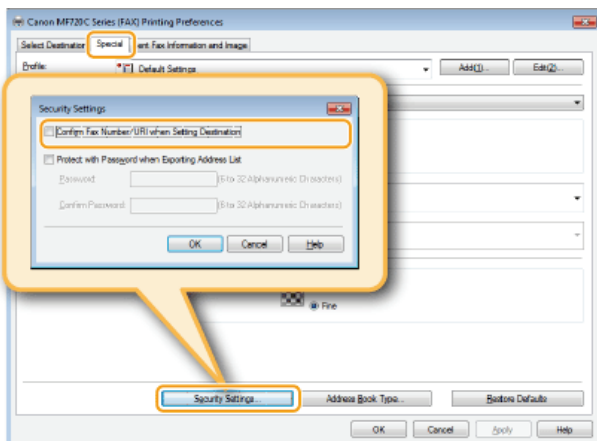 Canon MF720C Series (FAX) Printing Preferences
Select Destination Special ent Fax Information and Image
Profile: Default Settings Add(1)... Edit(2)...
Security Settings
Confirm Fax Number/URI when Setting Destination
Protect with Password when Exporting Address List
Password: (6 to 32 Alphanumeric Characters)
Confirm Password: (6 to 32 Alphanumeric Characters)
OK Cancel Help
Fine
Security Settings... Address Book Type... Restore Defaults
OK Cancel Apply Help